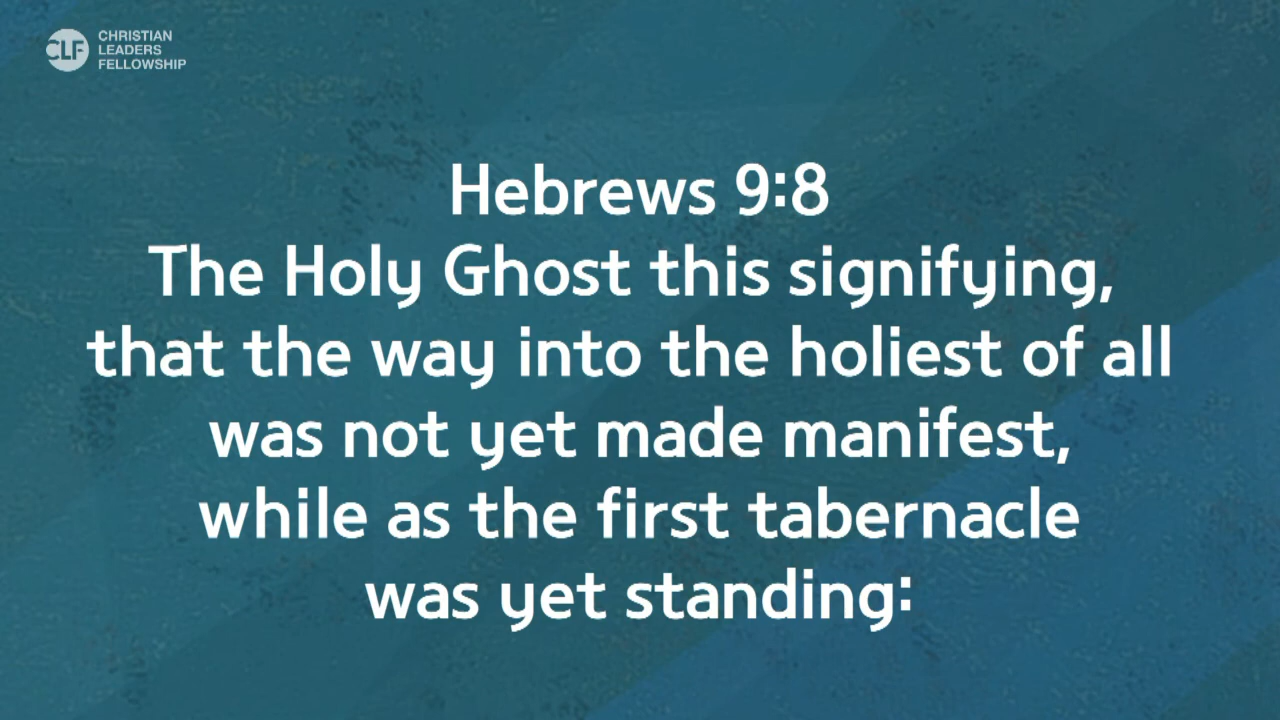 CLF
CHRISTIAN
LEADERS
FELLOWSHIP
Hebrews 9:8
The Holy Ghost this signifying,
that the way into the holiest of all
was not yet made manifest,
while as the first tabernacle
was yet standing: